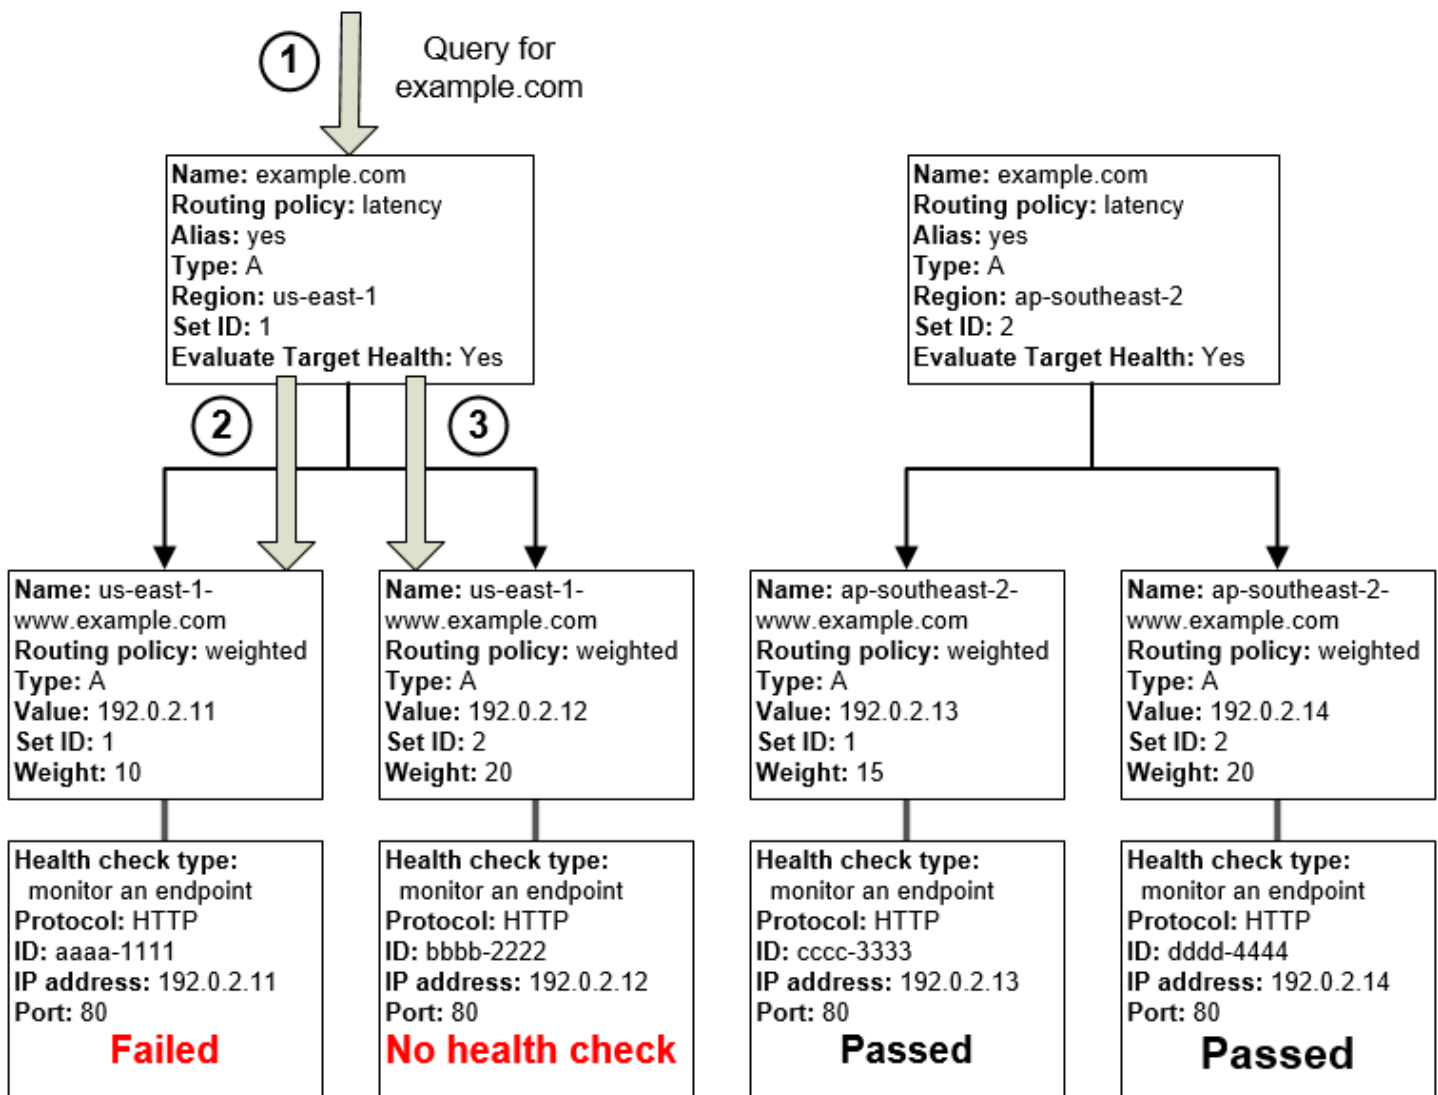 1
Query for
example.com
Name: example.com
Routing policy: latency
Alias: yes
Type: A
Region: us-east-1
Set ID: 1
Evaluate Target Health: Yes
Name: example.com
Routing policy: latency
Alias: yes
Type: A
Region: ap-southeast-2
Set ID: 2
Evaluate Target Health: Yes
2
3
Name: us-east-1-
www.example.com
Routing policy: weighted
Type: A
Value: 192.0.2.11
Set ID: 1
Weight: 10
Name: us-east-1-
www.example.com
Routing policy: weighted
Type: A
Value: 192.0.2.12
Set ID: 2
Weight: 20
Name: ap-southeast-2-
www.example.com
Routing policy: weighted
Type: A
Value: 192.0.2.13
Set ID: 1
Weight: 15
Name: ap-southeast-2-
www.example.com
Routing policy: weighted
Type: A
Value: 192.0.2.14
Set ID: 2
Weight: 20
Health check type:
monitor an endpoint
Protocol: HTTP
ID: aaaa-1111
IP address: 192.0.2.11
Port: 80
Failed
Health check type:
monitor an endpoint
Protocol: HTTP
ID: bbbb-2222
IP address: 192.0.2.12
Port: 80
No health check
Health check type:
monitor an endpoint
Protocol: HTTP
ID: cccc-3333
IP address: 192.0.2.13
Port: 80
Passed
Health check type:
monitor an endpoint
Protocol: HTTP
ID: dddd-4444
IP address: 192.0.2.14
Port: 80
Passed